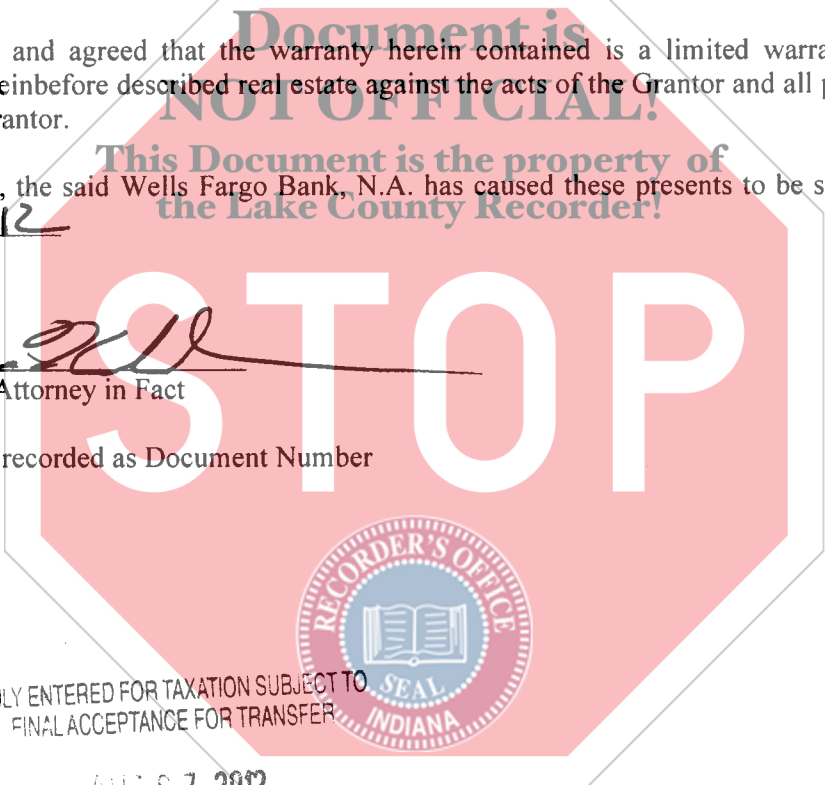 Document is
and agreed that the warranty herein contained is a limited warra
einbefore described real estate against the acts of the Grantor and all p
NOT OFFICIAL!
rantor.
This Document is the property of
, the said Wells Fargo Bank, N.A. has caused these presents to be s
the Lake County Recorder!
12
STOP
Attorney in Fact
recorded as Document Number
RECORDER'S OFFICE
SEAL
INDIANA
LY ENTERED FOR TAXATION SUBJECT TO
FINAL ACCEPTANCE FOR TRANSFER
7 2012